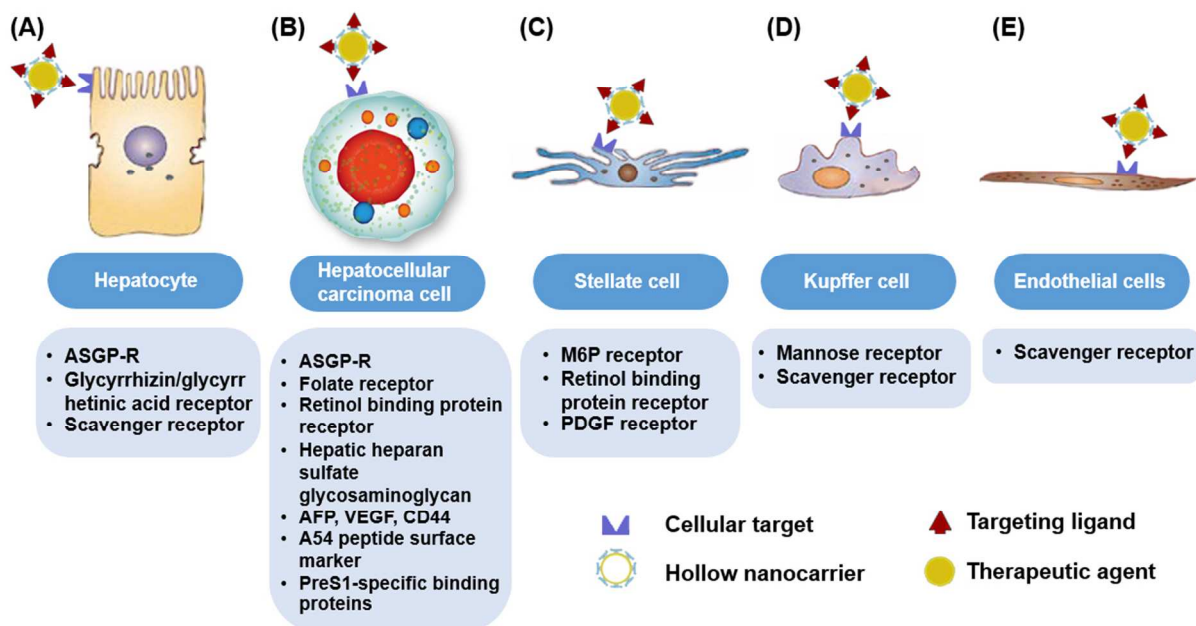 (A)
(B)
(C)
(D)
(E)
Hepatocyte
Hepatocellular
carcinoma cell
Stellate cell
Kupffer cell
Endothelial cells
• ASGP-R
• Glycyrrhizin/glycyrr
hetinic acid receptor
• Scavenger receptor
• ASGP-R
• Folate receptor
• Retinol binding protein
receptor
• Hepatic heparan
sulfate
glycosaminoglycan
• AFP, VEGF, CD44
• A54 peptide surface
marker
• PreS1-specific binding
proteins
• M6P receptor
• Retinol binding
protein receptor
• PDGF receptor
• Mannose receptor
• Scavenger receptor
• Scavenger receptor
Cellular target
Targeting ligand
Hollow nanocarrier
Therapeutic agent